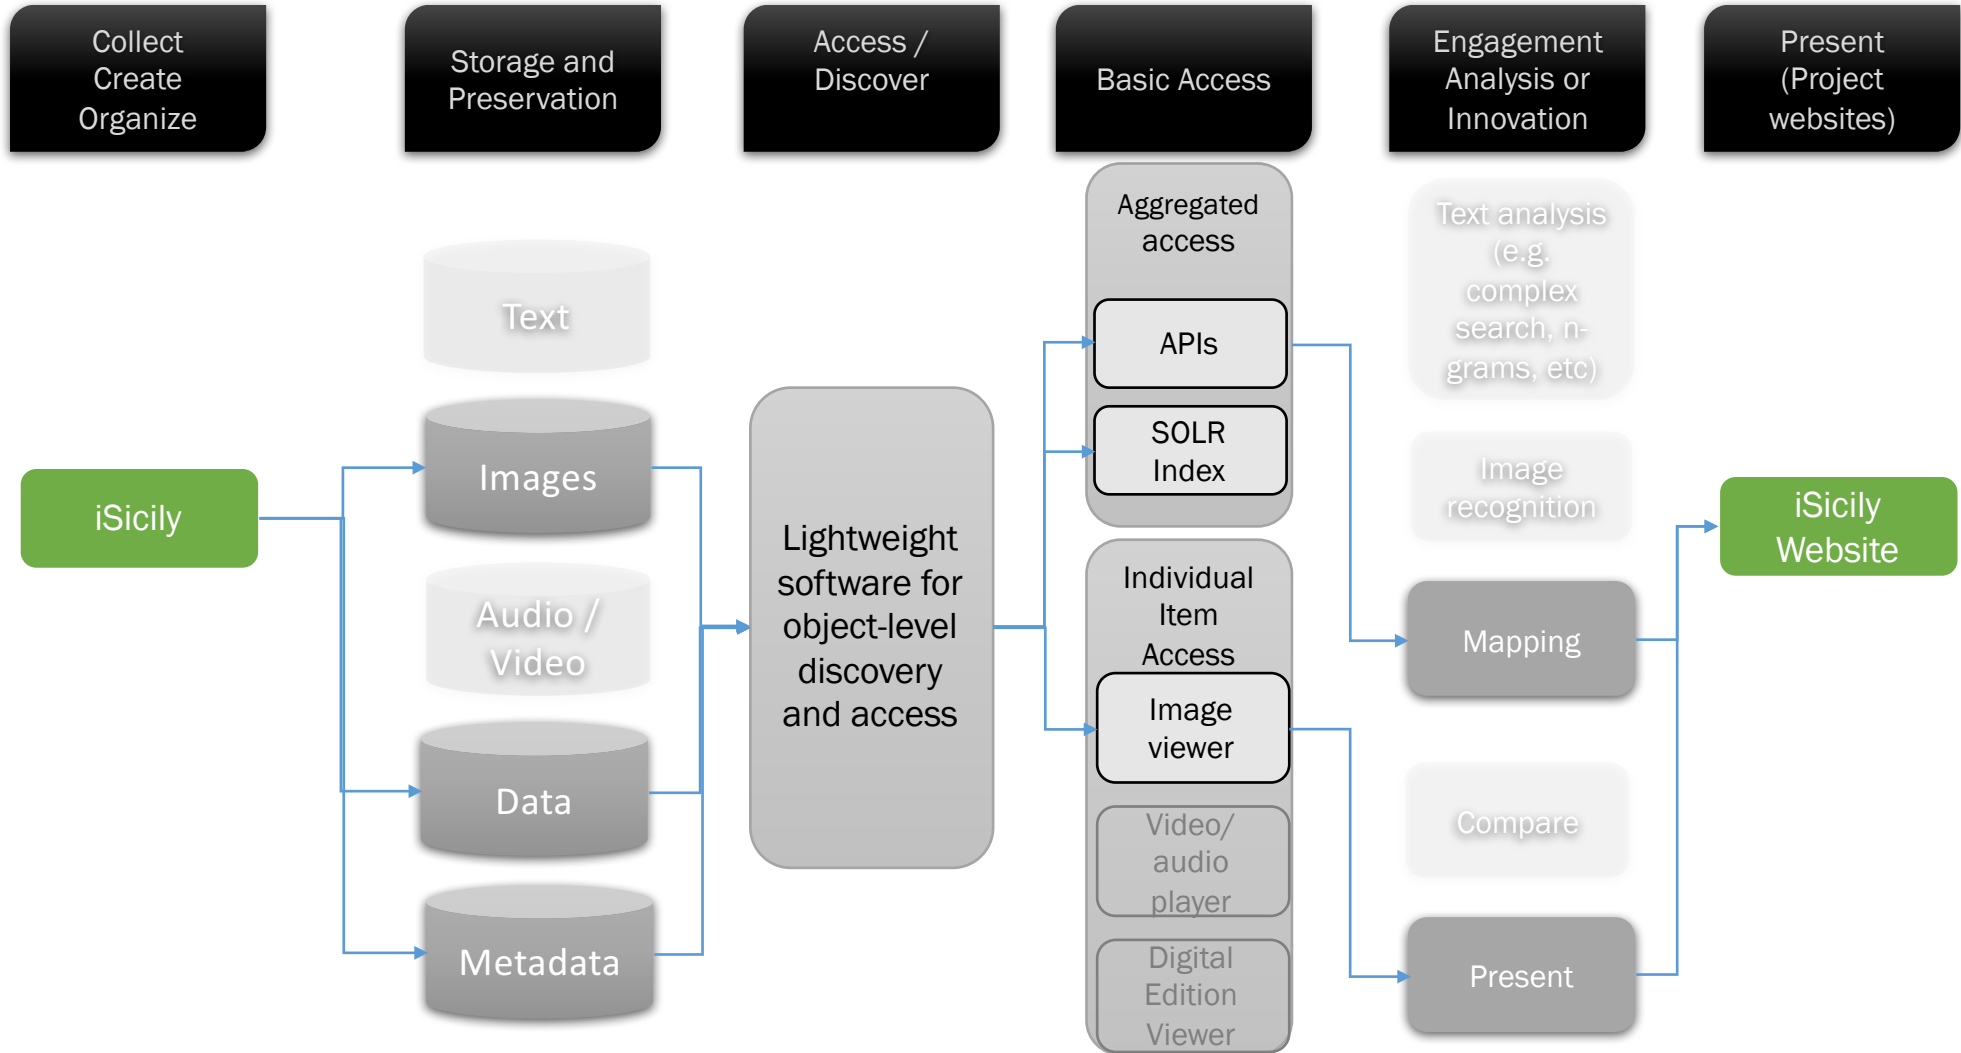 Collect
Create
Organize
Storage and
Preservation
Access /
Discover
Basic Access
Engagement
Analysis or
Innovation
Present
(Project
websites)
iSicily
Text
Images
Audio /
Video
Data
Metadata
Lightweight
software for
object-level
discovery
and access
Aggregated
access
APIs
SOLR
Index
Individual
Item
Access
Image
viewer
Video/
audio
player
Digital
Edition
Viewer
Text analysis
(e.g.
complex
search, n-
grams, etc)
Image
recognition
Mapping
Compare
Present
iSicily
Website